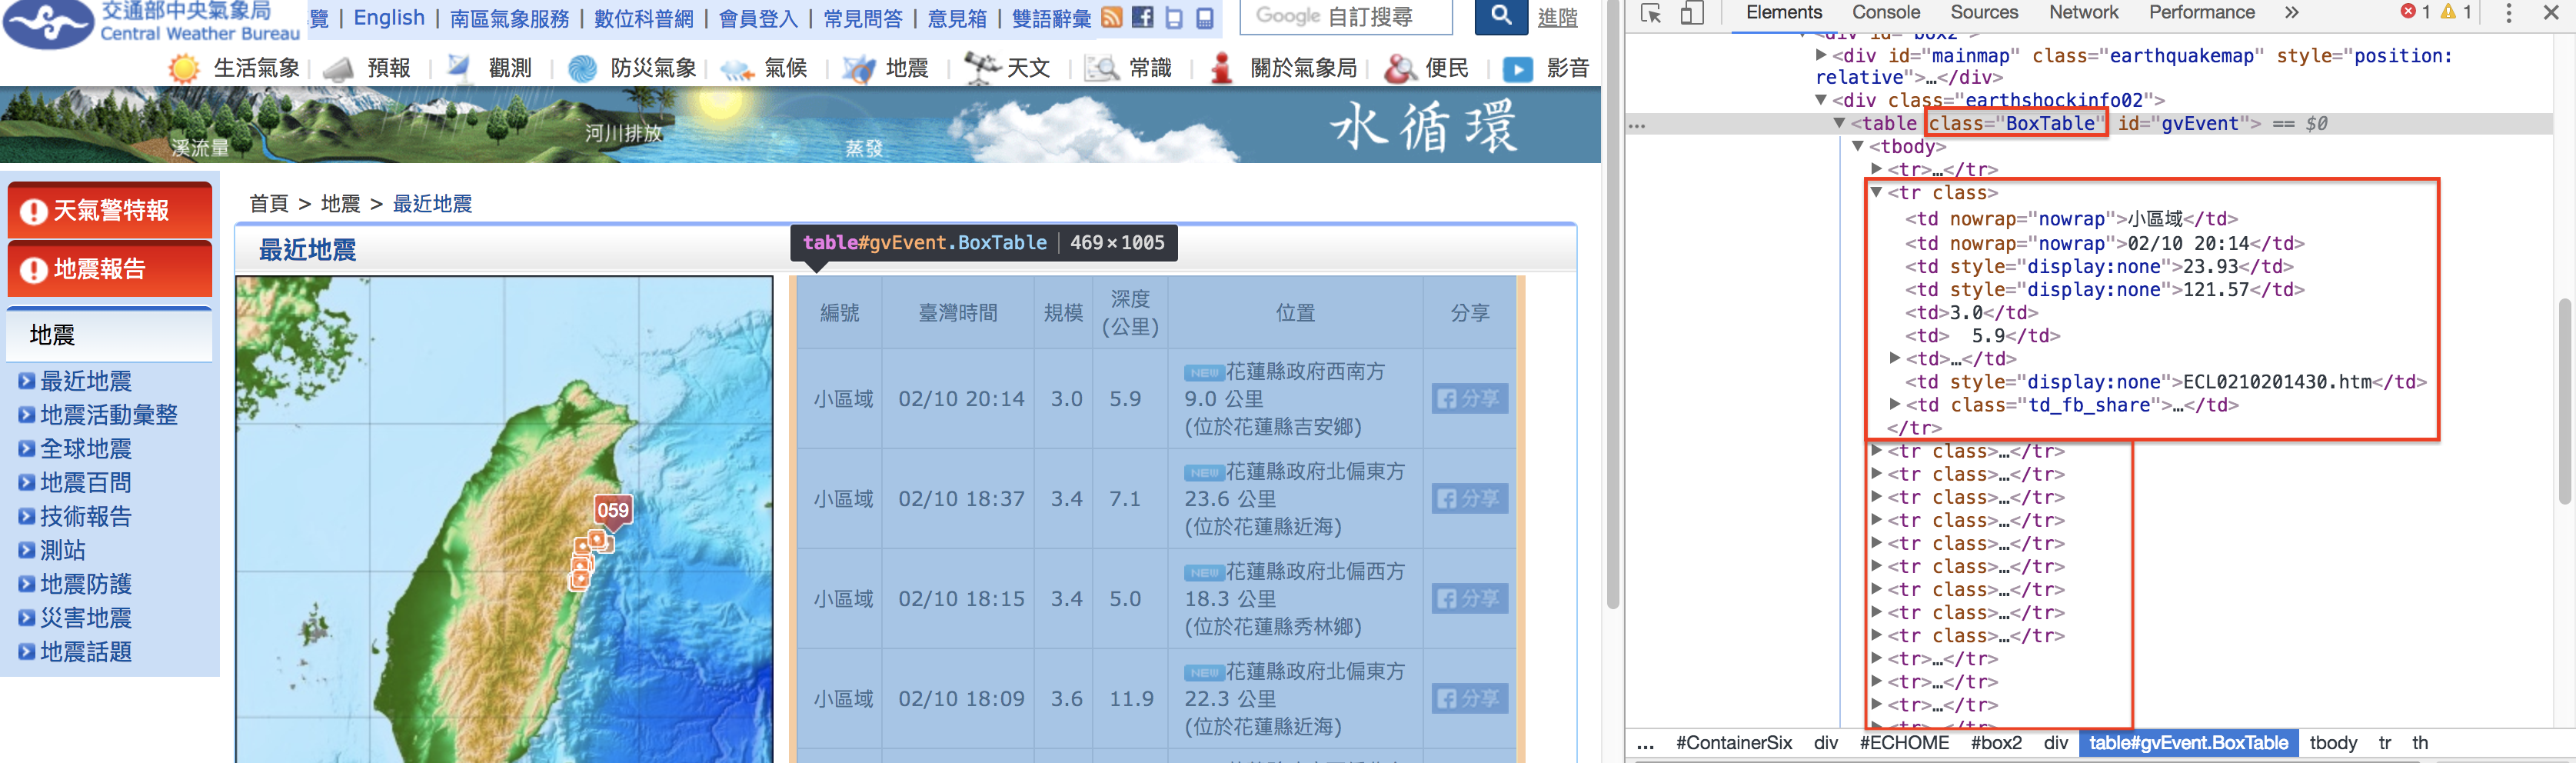 交通部中央氣象局
Central Weather Bureau
覽 | English | 南區氣象服務 | 數位科普網 | 會員登入 | 常見問答 | 意見箱 | 雙語辭彙
Google 自訂搜尋
進階
生活氣象 | 預報 | 觀測 | 防災氣象 | 氣候 | 地震 | 天文 | 常識 | 關於氣象局 | 便民 | 影音
溪流量
河川排放
蒸發
水循環
天氣警特報
地震報告
地震
最近地震
地震活動彙整
全球地震
地震百問
技術報告
測站
地震防護
災害地震
地震話題
首頁 > 地震 > 最近地震
最近地震
table#gvEvent.BoxTable | 469×1005
059
編號 臺灣時間 規模 深度(公里) 位置 分享
小區域 02/10 20:14 3.0 5.9 NEW花蓮縣政府西南方
9.0 公里
(位於花蓮縣吉安鄉) 分享
小區域 02/10 18:37 3.4 7.1 NEW花蓮縣政府北偏東方
23.6 公里
(位於花蓮縣近海) 分享
小區域 02/10 18:15 3.4 5.0 NEW花蓮縣政府北偏西方
18.3 公里
(位於花蓮縣秀林鄉) 分享
小區域 02/10 18:09 3.6 11.9 NEW花蓮縣政府北偏東方
22.3 公里
(位於花蓮縣近海) 分享
Elements Console Sources Network Performance » 1 1
<div id="box2">
<div id="mainmap" class="earthquakemap" style="position:
relative">…</div>
<div class="earthshockinfo02">
… <table class="BoxTable" id="gvEvent"> == $0
<tbody>
<tr>…</tr>
<tr class>
<td nowrap="nowrap">小區域</td>
<td nowrap="nowrap">02/10 20:14</td>
<td style="display:none">23.93</td>
<td style="display:none">121.57</td>
<td>3.0</td>
<td>  5.9</td>
<td>…</td>
<td style="display:none">ECL0210201430.htm</td>
<td class="td_fb_share">…</td>
</tr>
<tr class>…</tr>
<tr class>…</tr>
<tr class>…</tr>
<tr class>…</tr>
<tr class>…</tr>
<tr class>…</tr>
<tr class>…</tr>
<tr class>…</tr>
<tr class>…</tr>
<tr>…</tr>
<tr>…</tr>
<tr>…</tr>
<tr>…</tr>
… #ContainerSix div #ECHOME #box2 div table#gvEvent.BoxTable tbody tr th